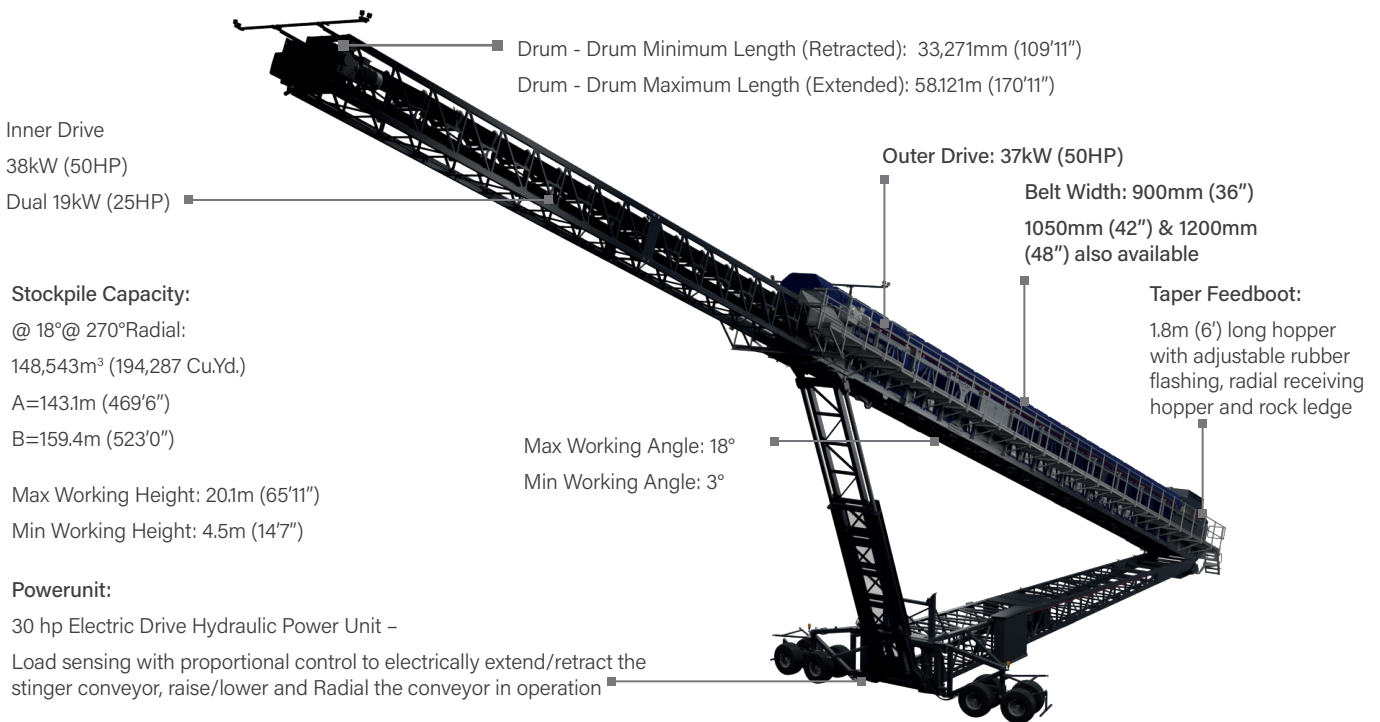 Drum - Drum Minimum Length (Retracted): 33,271mm (109'11")
Drum - Drum Maximum Length (Extended): 58.121m (170'11")
Inner Drive
38kW (50HP)
Dual 19kW (25HP)
Outer Drive: 37kW (50HP)
Belt Width: 900mm (36")
1050mm (42") & 1200mm
(48") also available
Taper Feedboot:
1.8m (6') long hopper
with adjustable rubber
flashing, radial receiving
hopper and rock ledge
Stockpile Capacity:
@ 18°@ 270°Radial:
148,543m³ (194,287 Cu.Yd.)
A=143.1m (469'6")
B=159.4m (523'0")
Max Working Angle: 18°
Min Working Angle: 3°
Max Working Height: 20.1m (65'11")
Min Working Height: 4.5m (14'7")
Powerunit:
30 hp Electric Drive Hydraulic Power Unit –
Load sensing with proportional control to electrically extend/retract the
stinger conveyor, raise/lower and Radial the conveyor in operation